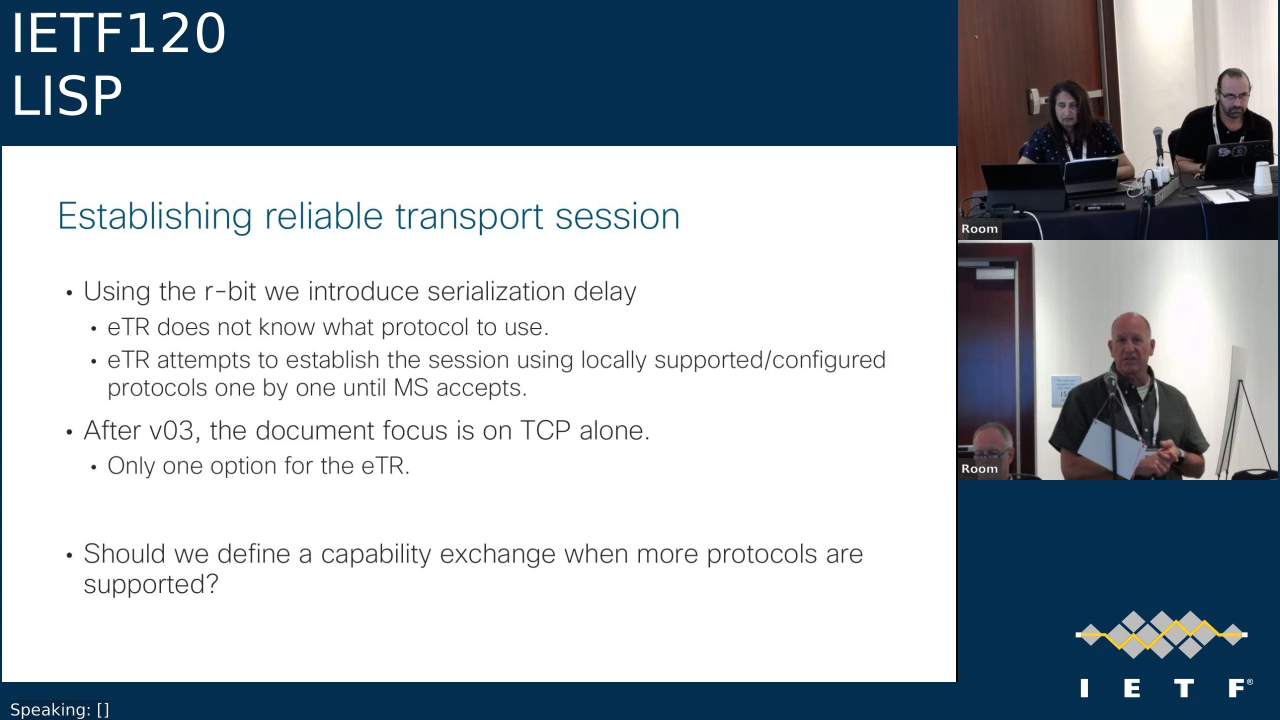 IETF120
LISP
Establishing reliable transport session
• Using the r-bit we introduce serialization delay
• eTR does not know what protocol to use.
• eTR attempts to establish the session using locally supported/configured
protocols one by one until MS accepts.
• After v03, the document focus is on TCP alone.
• Only one option for the eTR.
• Should we define a capability exchange when more protocols are
supported?
Room
Room
I E T F®
Speaking: []